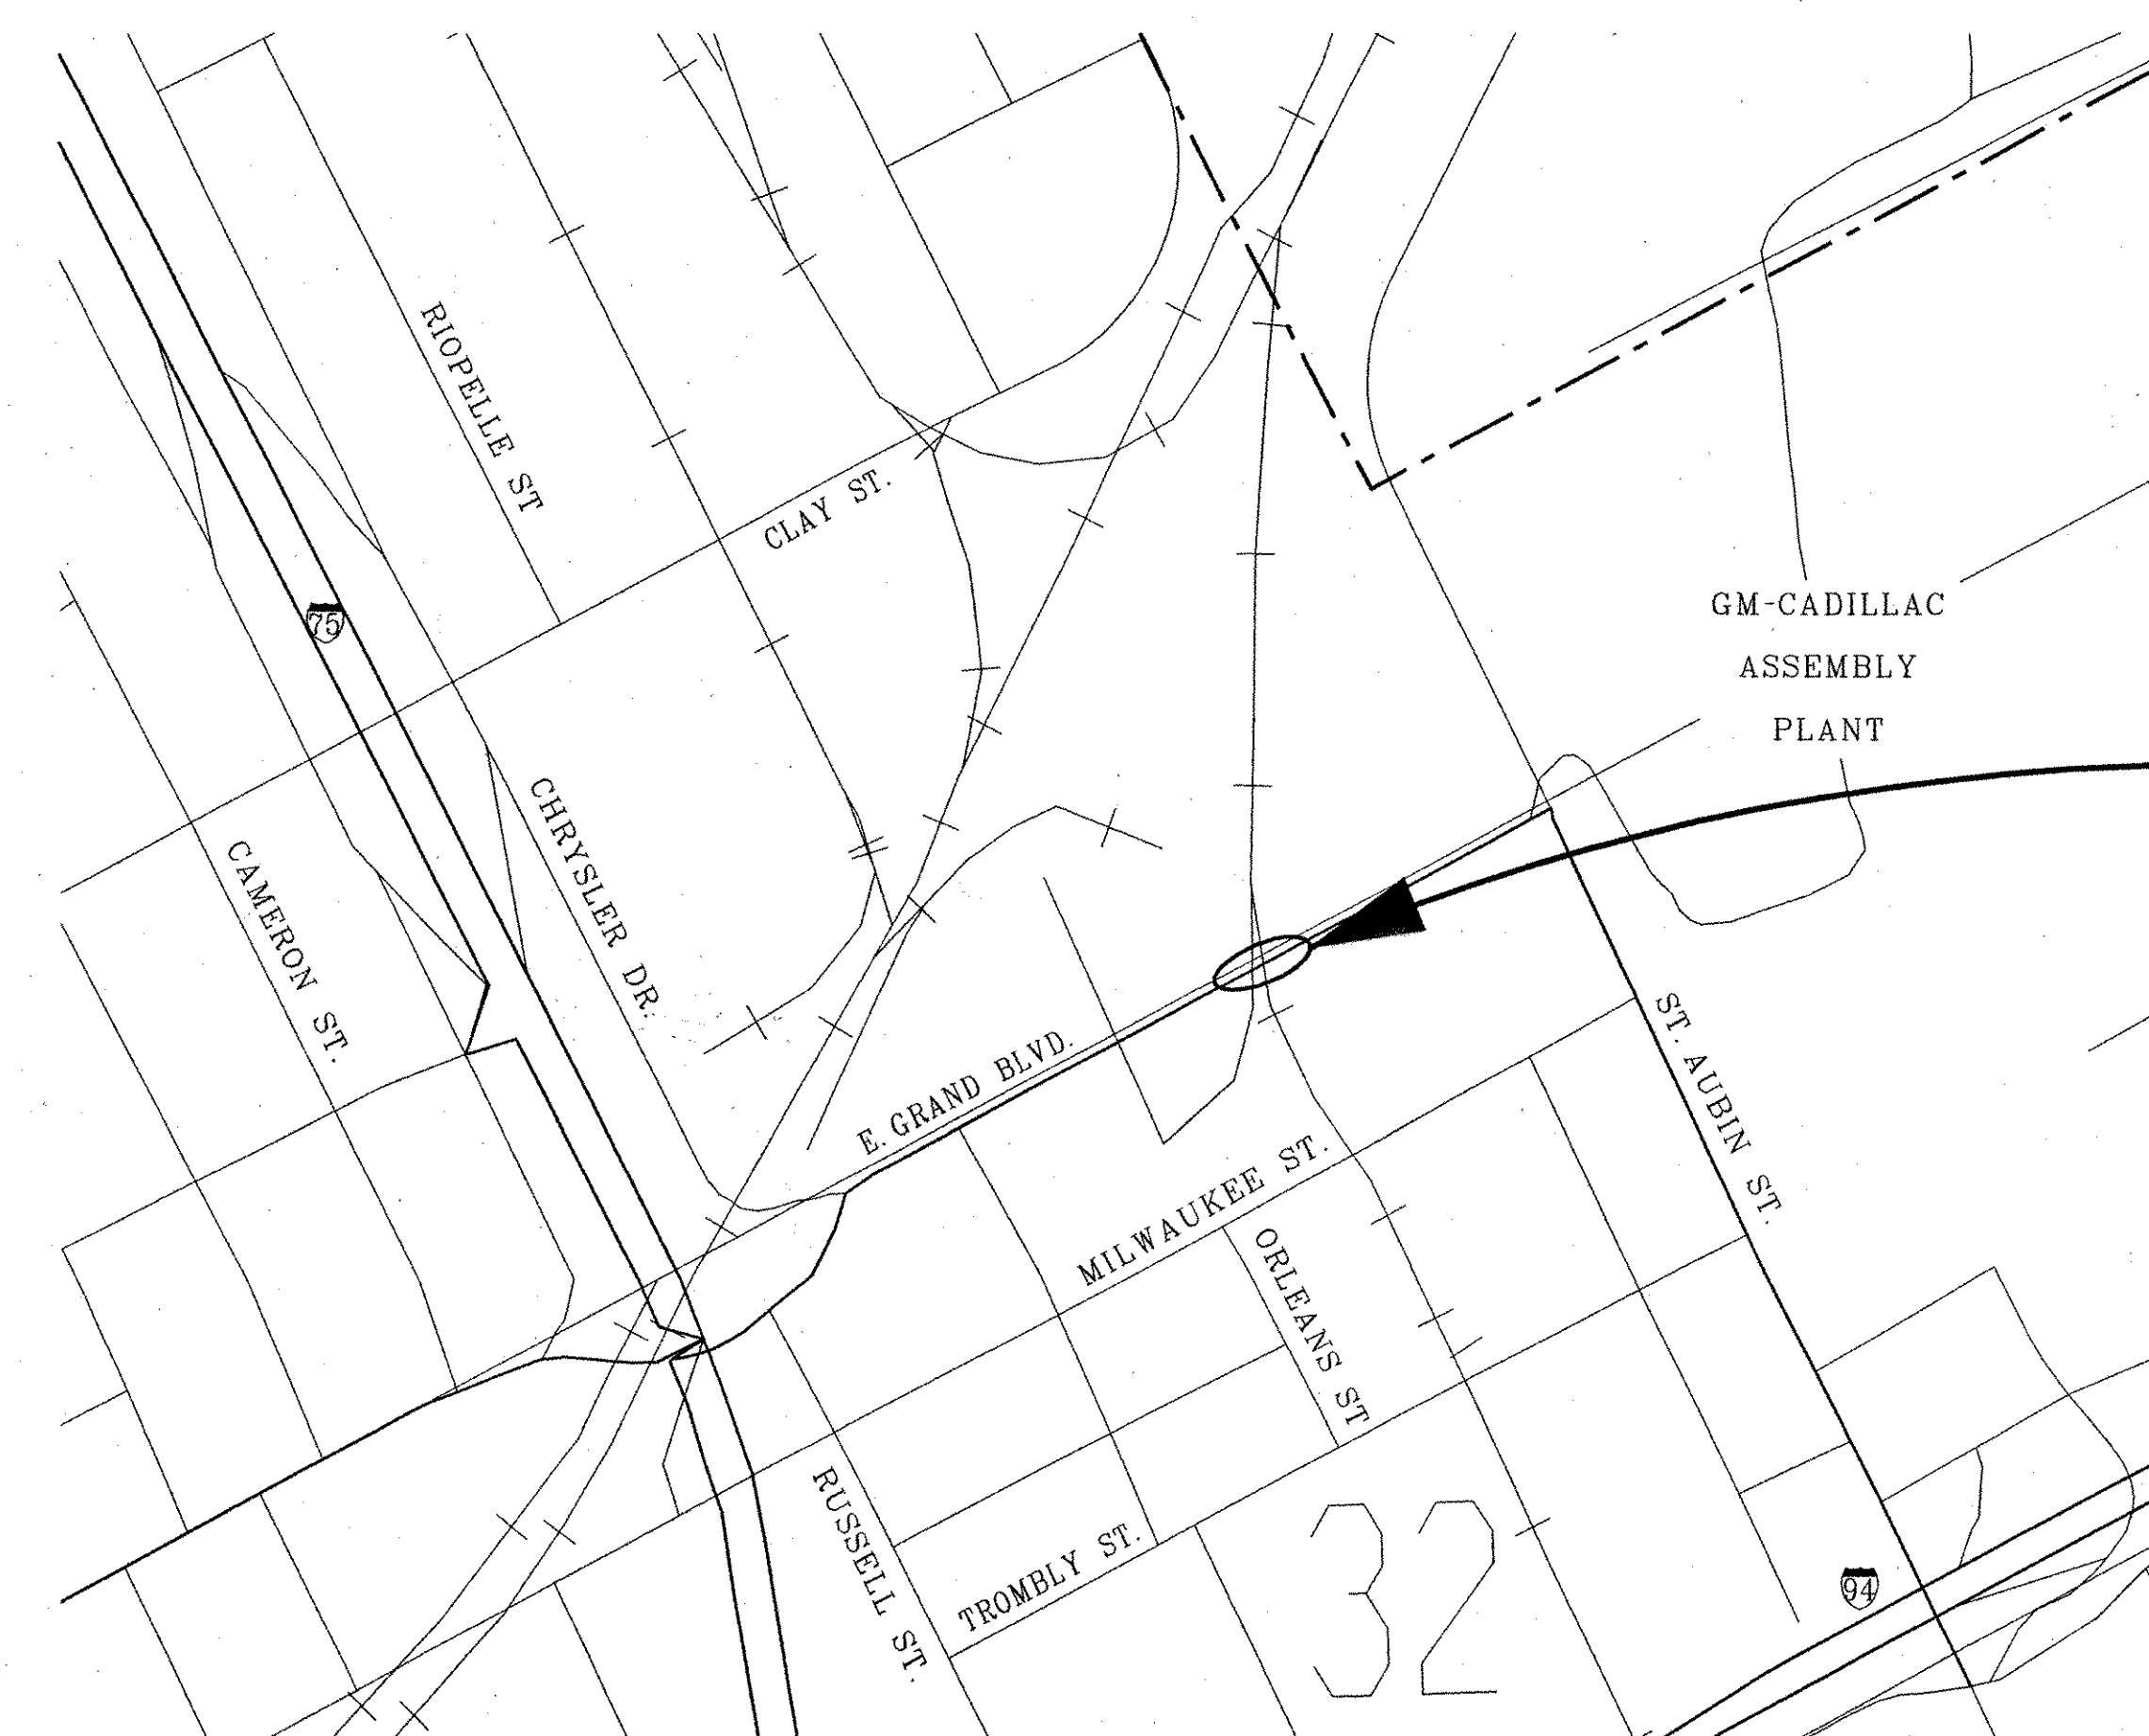 RIOPELLE ST
CLAY ST.
75
GM-CADILLAC
ASSEMBLY
PLANT
CHRYSLER DR.
CAMERON ST.
E. GRAND BLVD.
ST. AUBIN ST.
MILWAUKEE ST.
ORLEANS ST
RUSSELL ST.
TROMBLY ST.
32
94